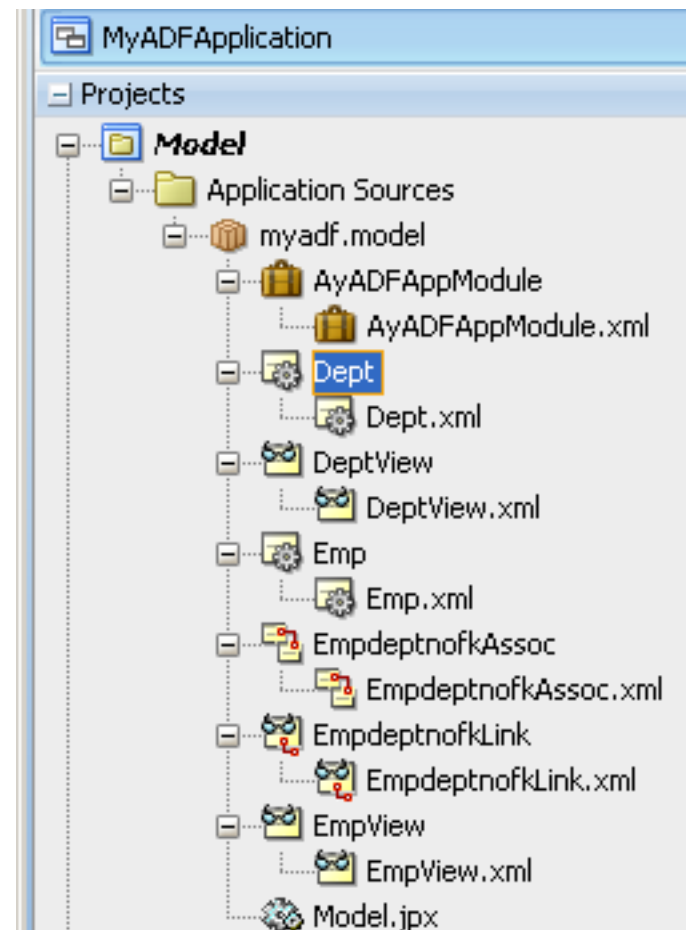 MyADFApplication
Projects
Model
Application Sources
myadf.model
AyADFAppModule
AyADFAppModule.xml
Dept
Dept.xml
DeptView
DeptView.xml
Emp
Emp.xml
EmpdeptnofkAssoc
EmpdeptnofkAssoc.xml
EmpdeptnofkLink
EmpdeptnofkLink.xml
EmpView
EmpView.xml
Model.jpx